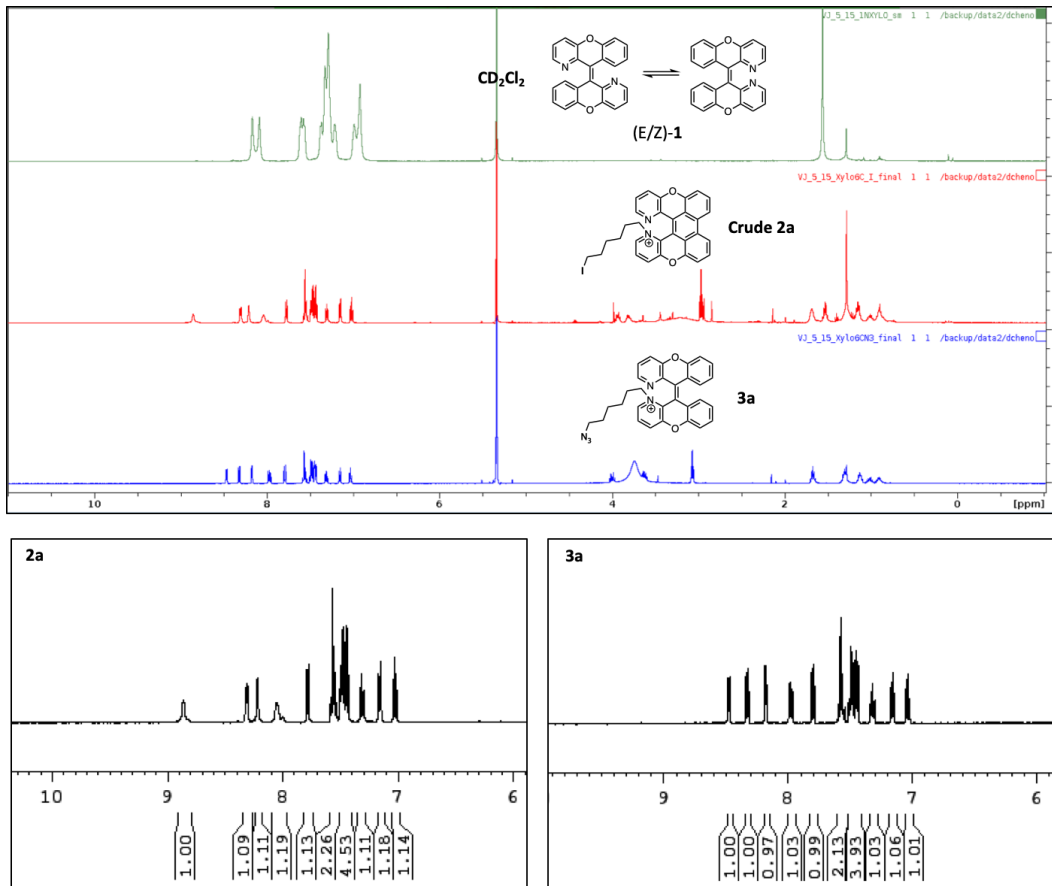 VJ_5_15_1NXYLO_sm 1 1 /backup/data2/dcheno
CD2Cl2
O
N
N
O
O
N
N
O
(E/Z)-1
VJ_5_15_Xylo6C_I_final 1 1 /backup/data2/dcheno
O
N
N
+
O
I
Crude 2a
VJ_5_15_Xylo6CN3_final 1 1 /backup/data2/dcheno
O
N
N
+
O
N3
3a
10 8 6 4 2 0 [ppm]
2a
10 9 8 7 6
1.00 1.09 1.11 1.19 1.13 2.26 4.53 1.11 1.18 1.14
3a
9 8 7 6
1.00 1.00 0.97 1.03 0.99 2.13 3.93 1.03 1.06 1.01